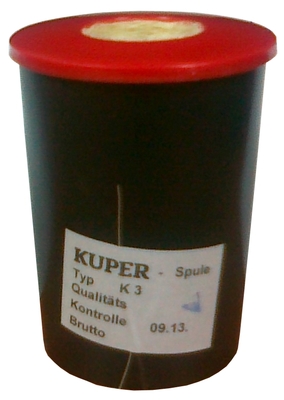 KUPER - Spule
Typ K 3
Qualitäts
Kontrolle 09.13.
Brutto